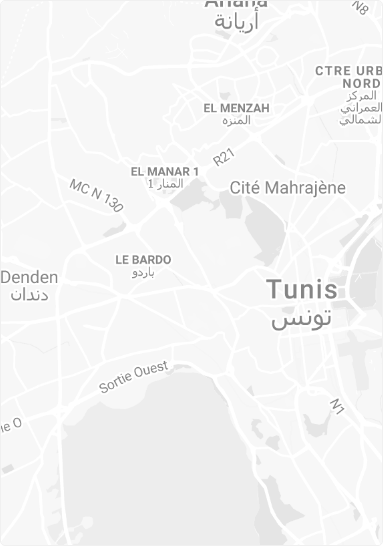 Ariana
أريانة
N8
CTRE URB
NORD
المركز
العمراني
الشمالي
EL MENZAH
المنزه
R21
EL MANAR 1
المنار 1
MC N 130
Cité Mahrajène
LE BARDO
باردو
Denden
دندان
Tunis
تونس
Sortie Ouest
N1
ie O